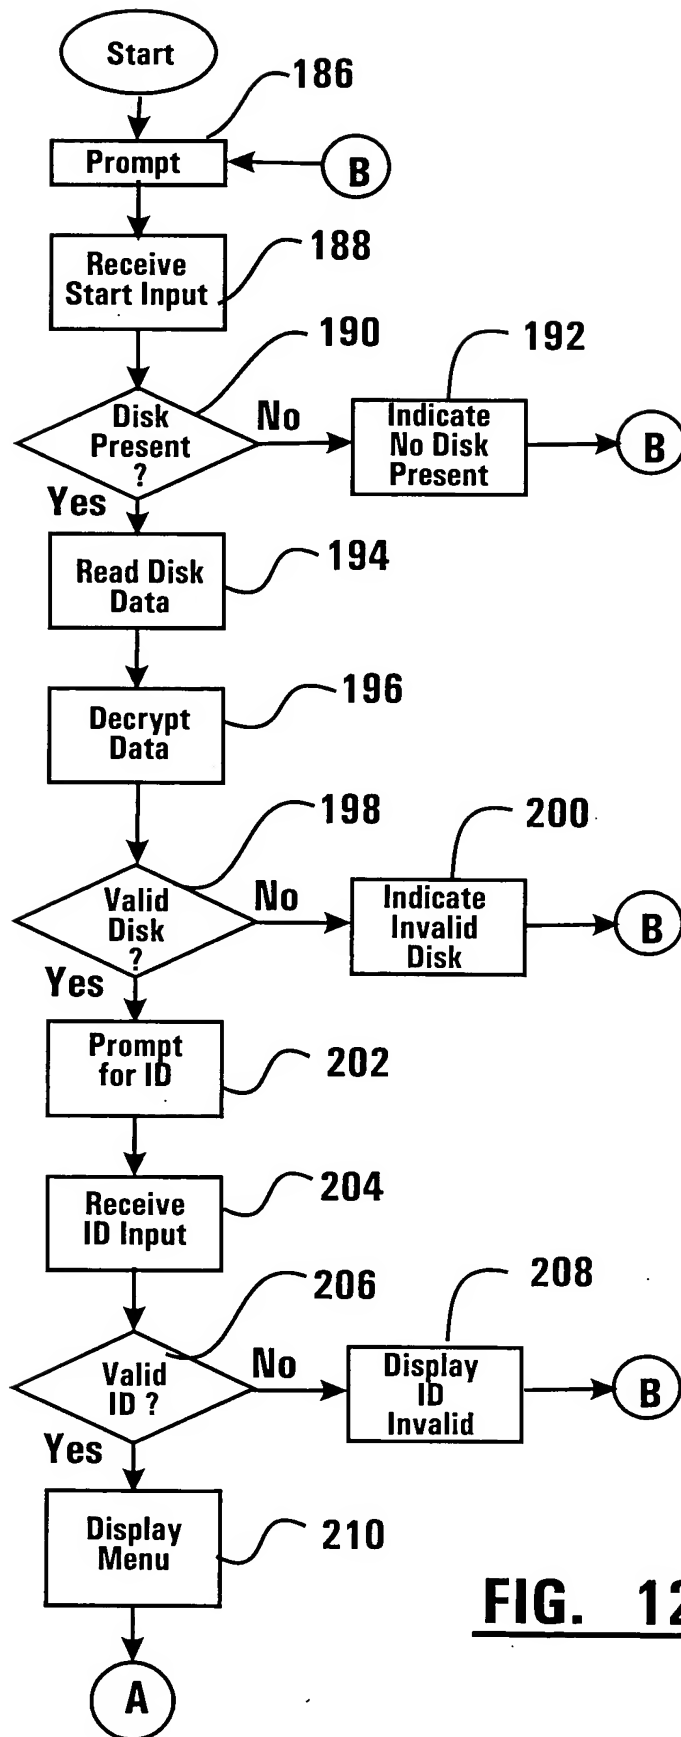 Start
186
Prompt
B
Receive
Start Input
188
190
192
Disk
Present
?
No
Indicate
No Disk
Present
B
Yes
Read Disk
Data
194
Decrypt
Data
196
198
200
Valid
Disk
?
No
Indicate
Invalid
Disk
B
Yes
Prompt
for ID
202
Receive
ID Input
204
206
208
Valid
ID ?
No
Display
ID
Invalid
B
Yes
Display
Menu
210
FIG. 12
A